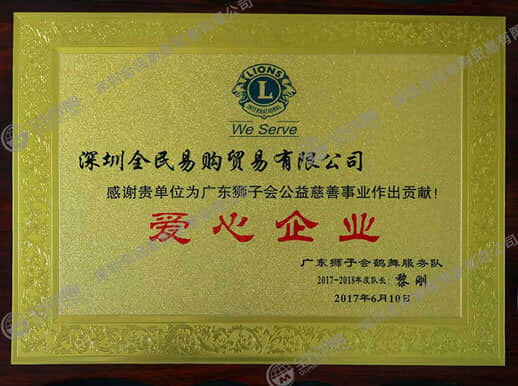 LIONS
L
INTERNATIONAL
We Serve
深圳全民易购贸易有限公司
感谢贵单位为广东狮子会公益慈善事业作出贡献!
爱心企业
广东狮子会鹤舞服务队
2017-2018年度队长: 黎刚
2017年6月10日